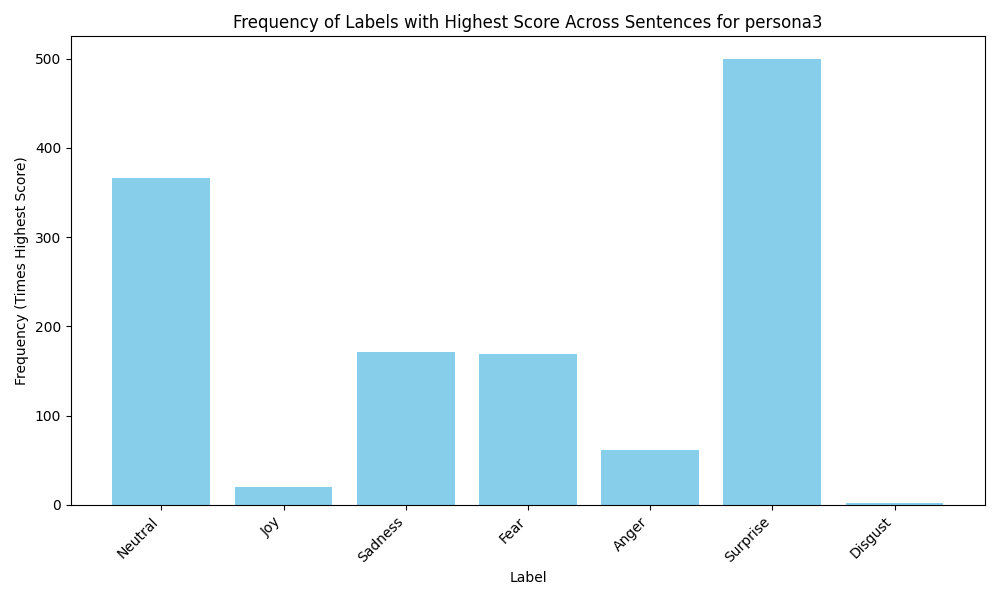 Frequency of Labels with Highest Score Across Sentences for persona3
Frequency (Times Highest Score)
500
400
300
200
100
0
Neutral
Joy
Sadness
Fear
Anger
Surprise
Disgust
Label